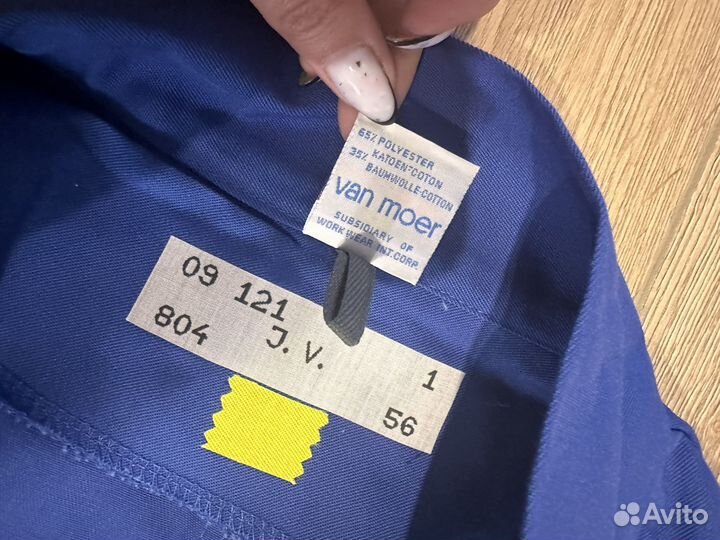 65% POLYESTER
35% KATOEN=COTON
BAUMWOLLE=COTTON
van moer
SUBSIDIARY OF
WORK WEAR INT. CORP.
09 121
804 J.V. 1
56
Avito